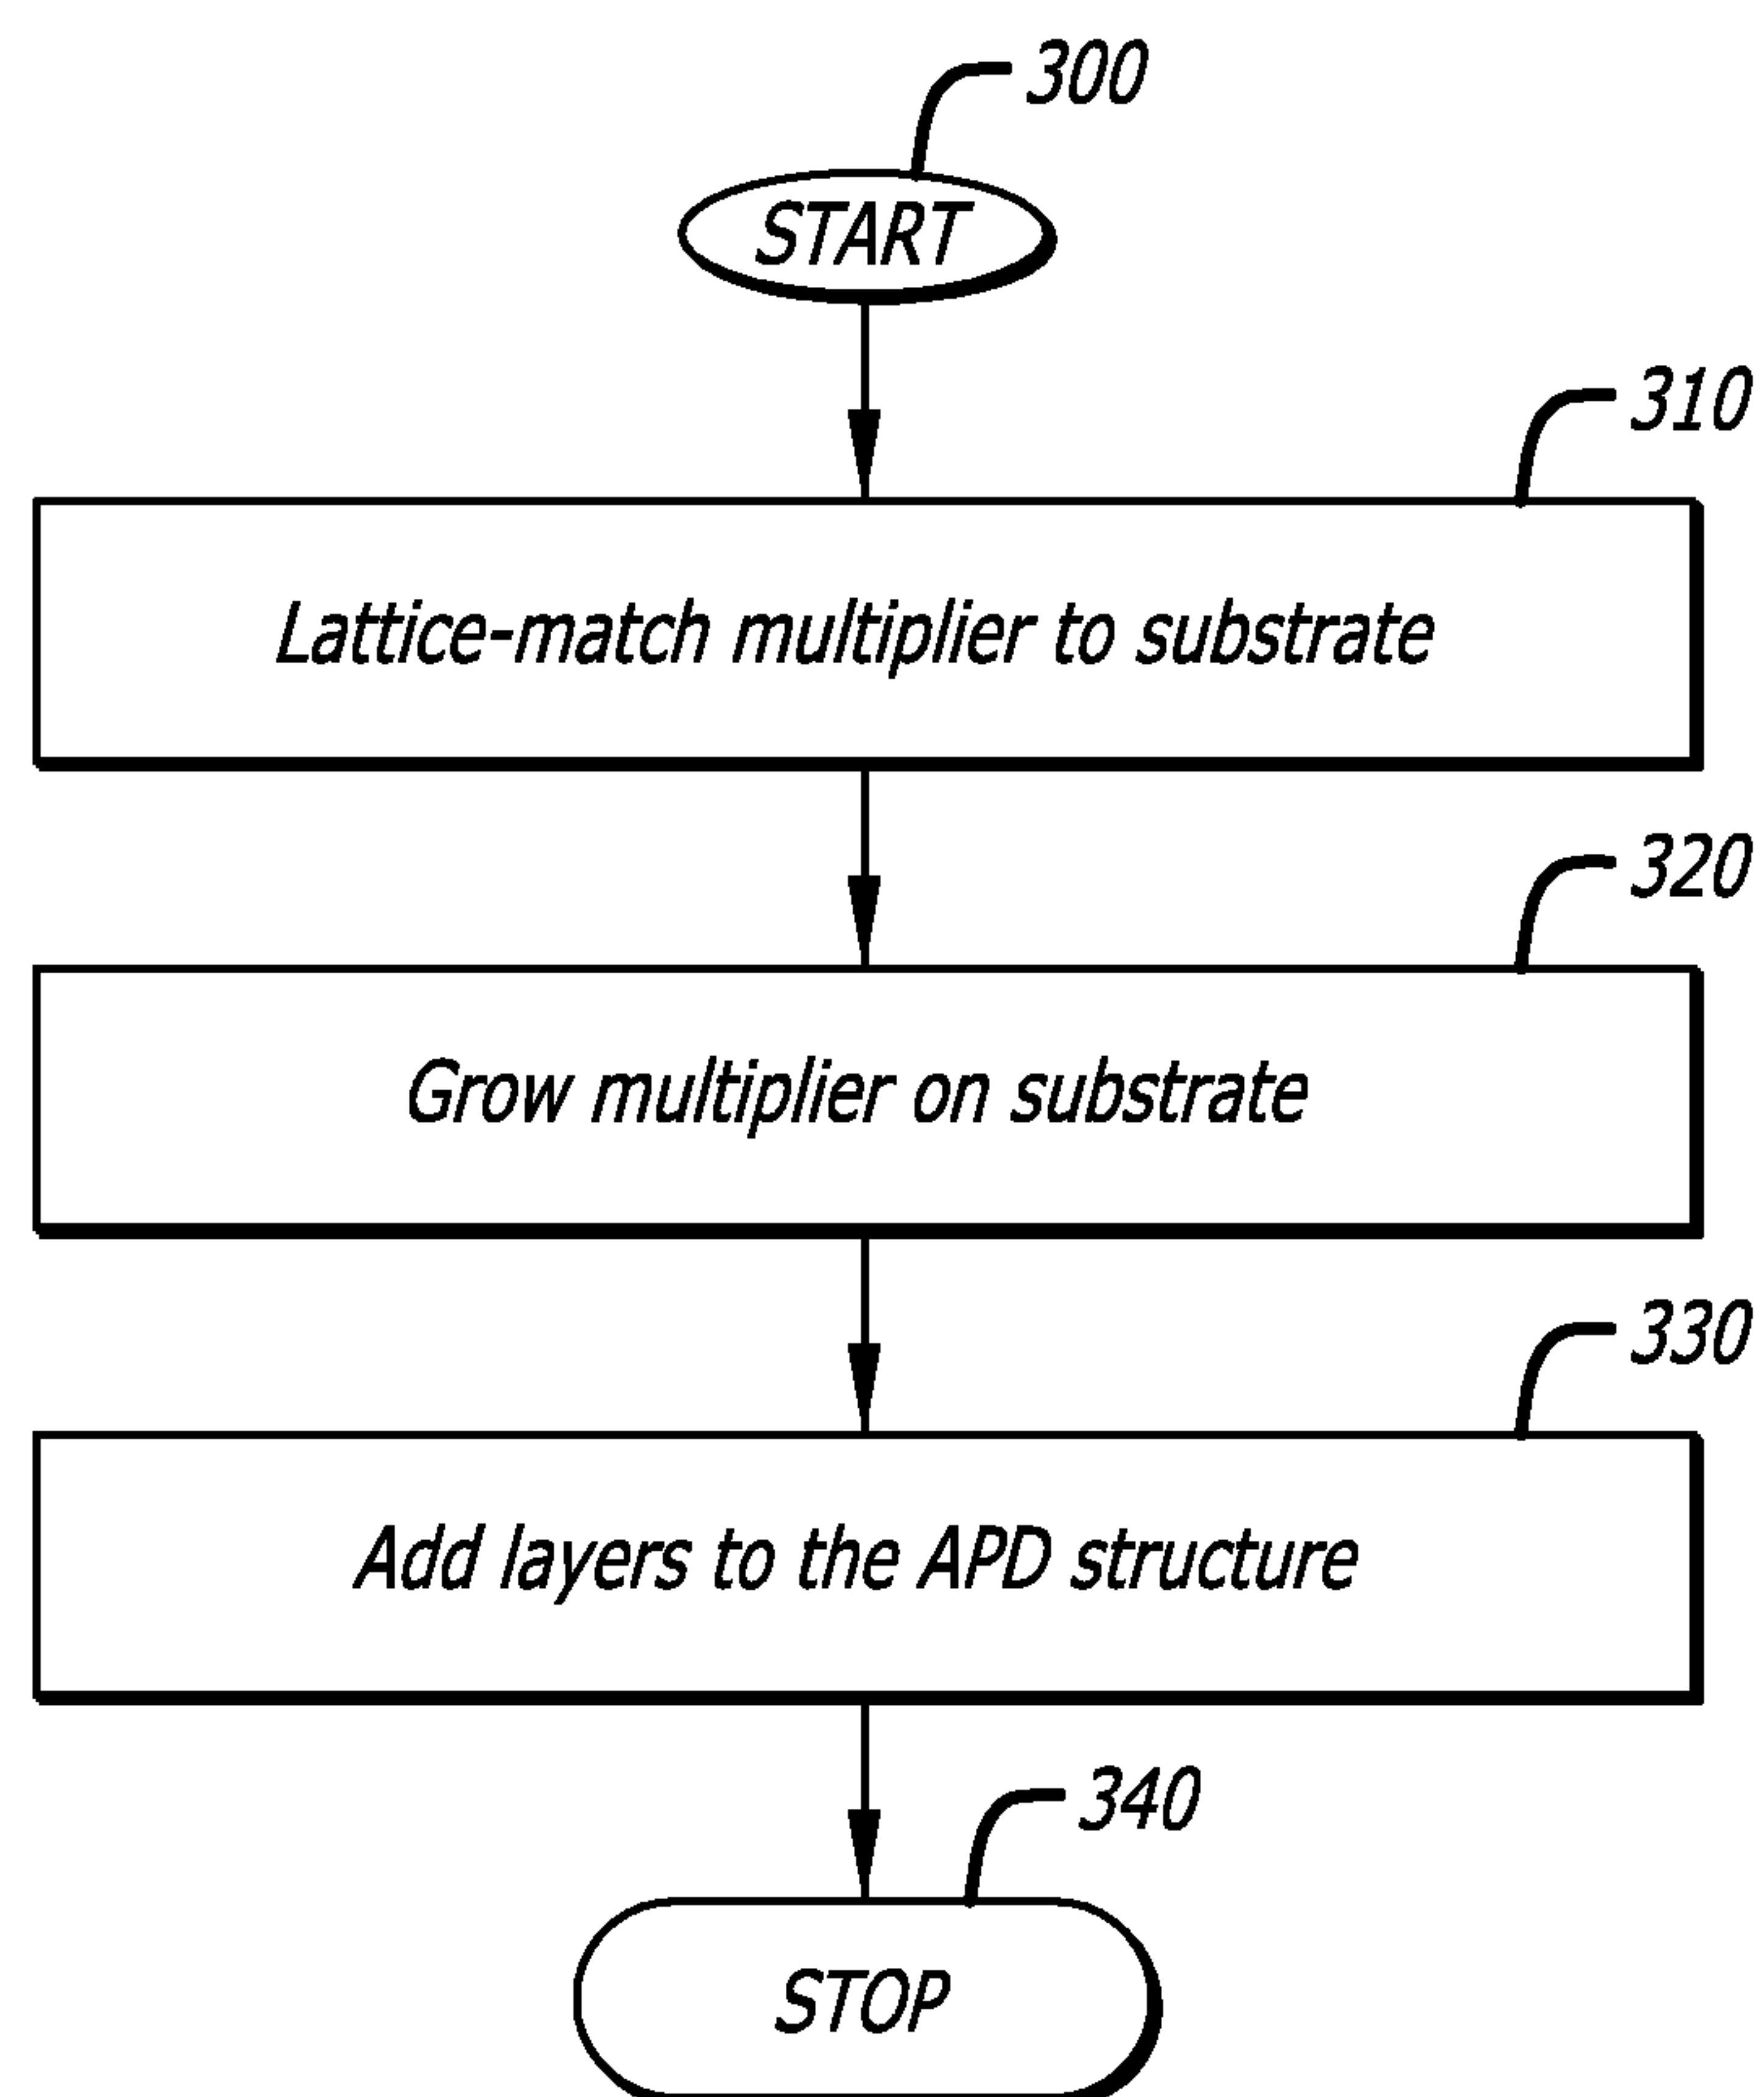 300
START
310
Lattice-match multiplier to substrate
320
Grow multiplier on substrate
330
Add layers to the APD structure
340
STOP